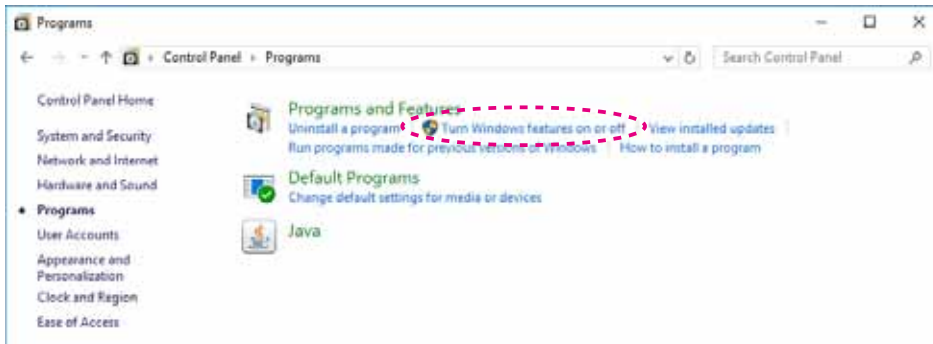 Programs
Control Panel › Programs
Search Control Panel
Control Panel Home
System and Security
Network and Internet
Hardware and Sound
Programs
User Accounts
Appearance and
Personalization
Clock and Region
Ease of Access
Programs and Features
Uninstall a program
Turn Windows features on or off
View installed updates
Run programs made for previous versions of Windows
How to install a program
Default Programs
Change default settings for media or devices
Java